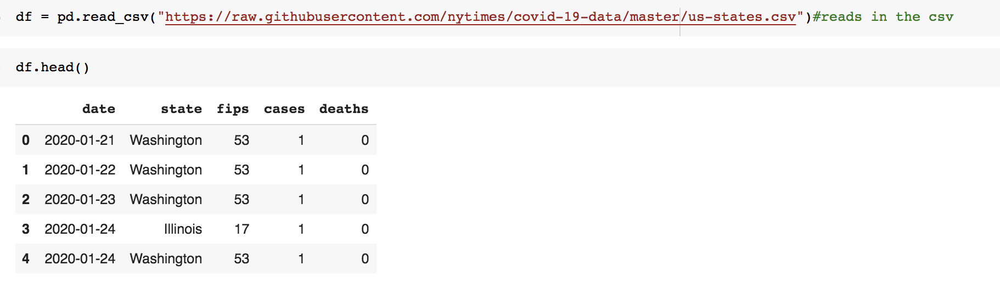 df = pd.read_csv("https://raw.githubusercontent.com/nytimes/covid-19-data/master/us-states.csv")#reads in the csv
df.head()
date state fips cases deaths
0 2020-01-21 Washington 53 1 0
1 2020-01-22 Washington 53 1 0
2 2020-01-23 Washington 53 1 0
3 2020-01-24 Illinois 17 1 0
4 2020-01-24 Washington 53 1 0